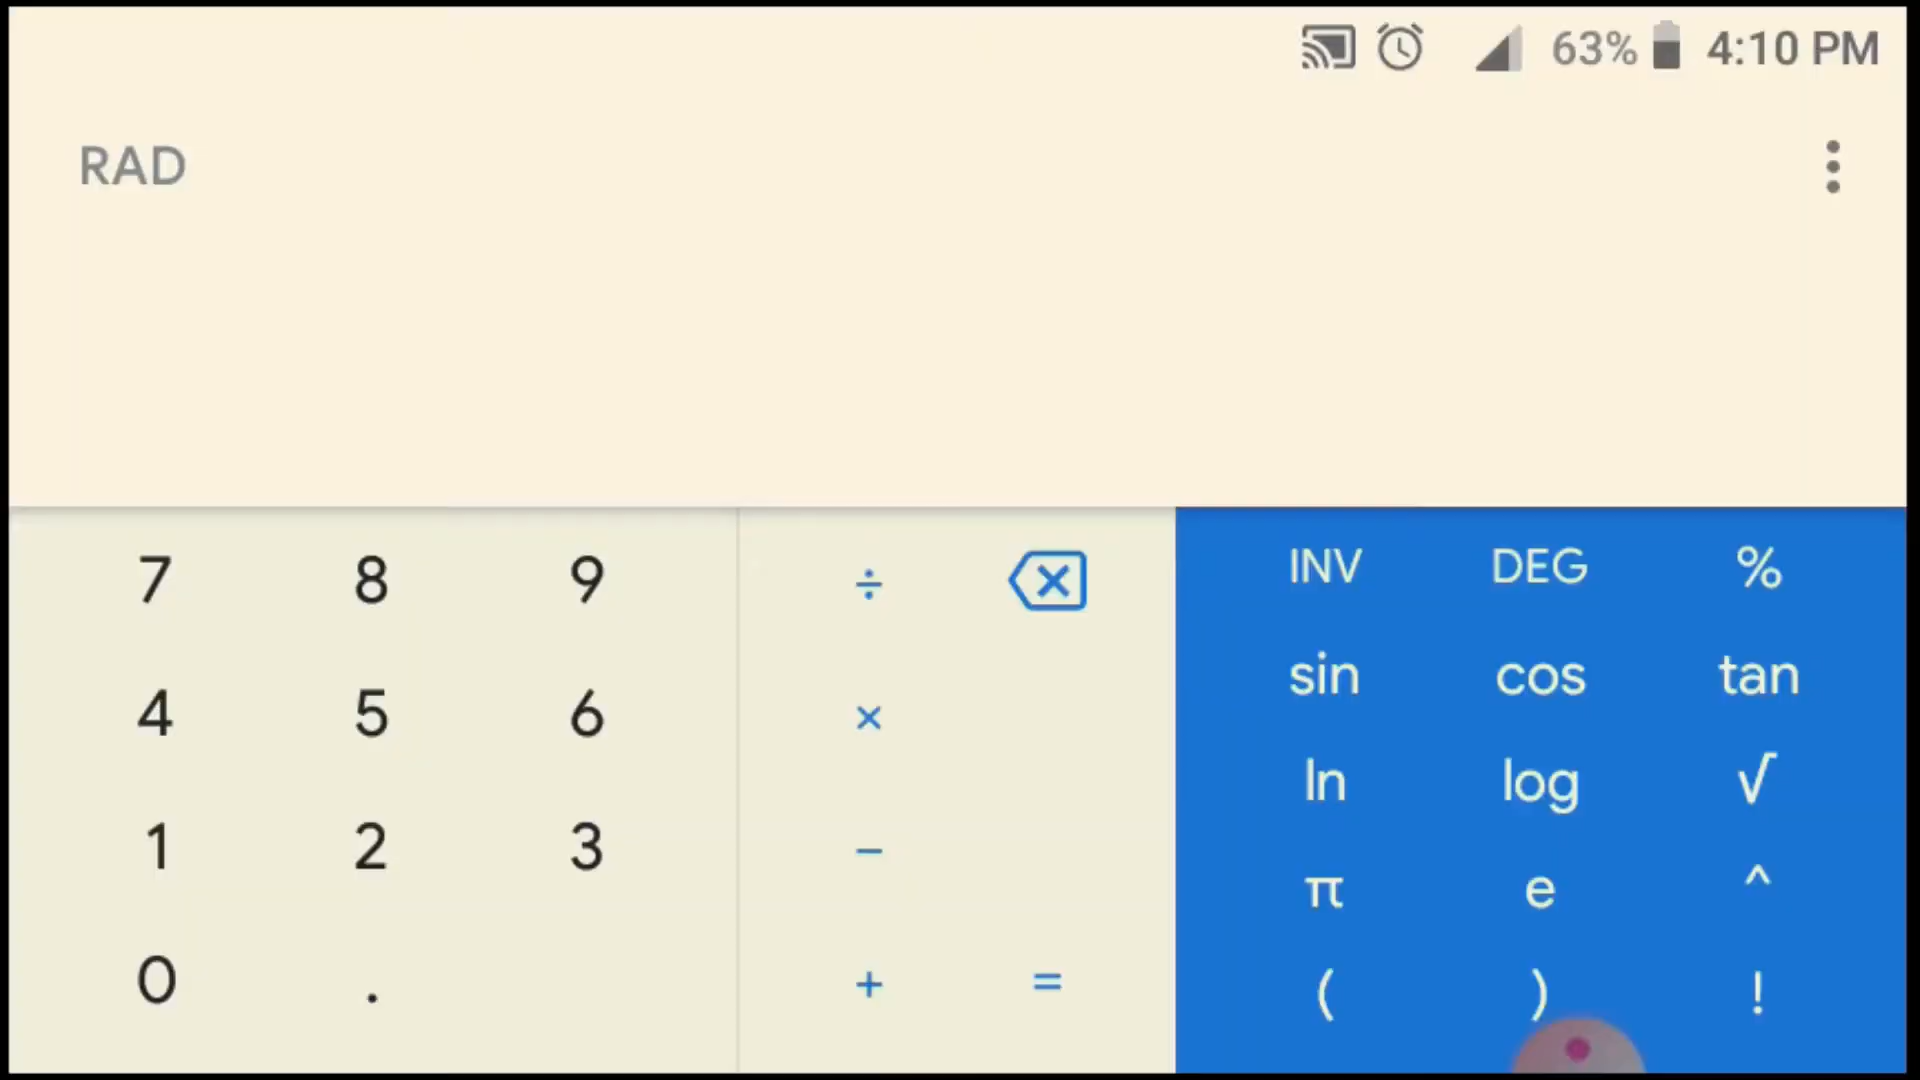 63% 4:10 PM
RAD
7 8 9 ÷ INV DEG %
4 5 6 × sin cos tan
1 2 3 − ln log √
0 . + = π e ^
( ) !